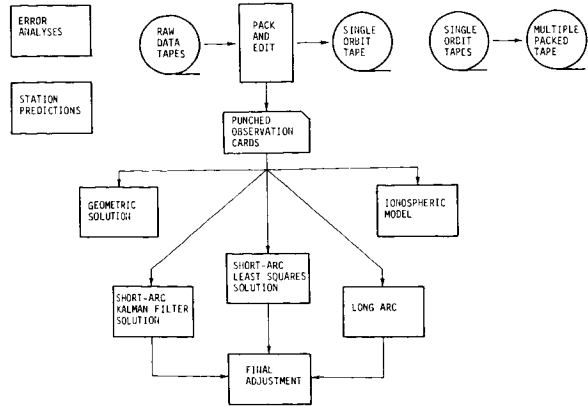 ERROR
ANALYSES
RAW
DATA
TAPES
PACK
AND
EDIT
SINGLE
ORBIT
TAPE
SINGLE
ORBIT
TAPES
MULTIPLE
PACKED
TAPE
STATION
PREDICTIONS
PUNCHED
OBSERVATION
CARDS
GEOMETRIC
SOLUTION
IONOSPHERIC
MODEL
SHORT-ARC
KALMAN FILTER
SOLUTION
SHORT-ARC
LEAST SQUARES
SOLUTION
LONG ARC
FINAL
ADJUSTMENT